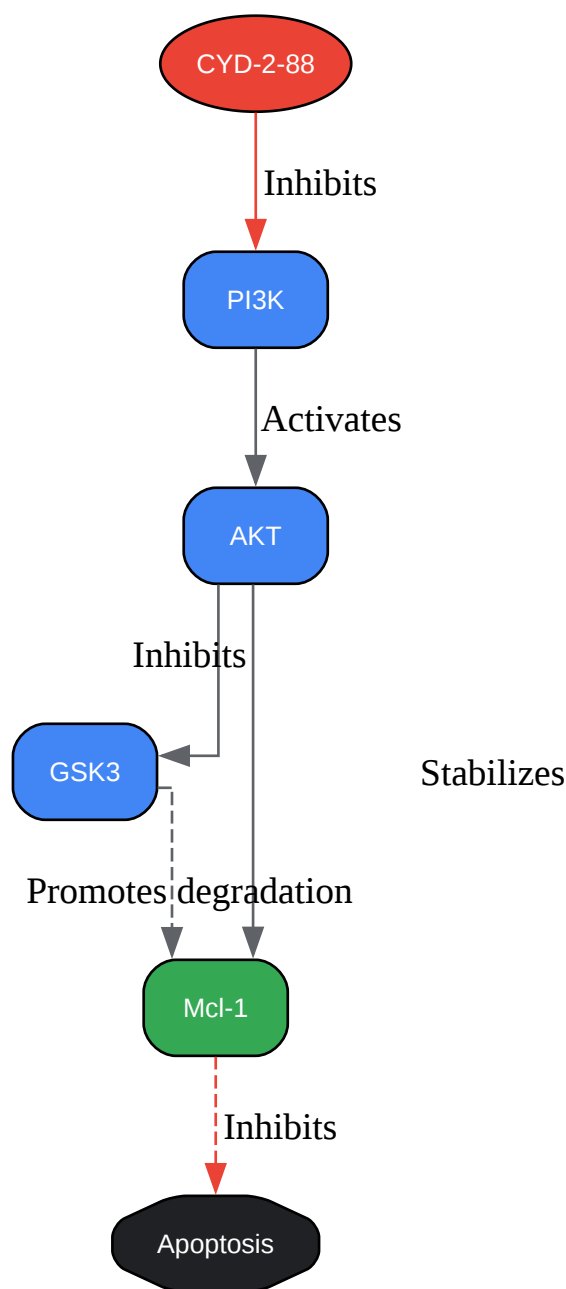 CYD-2-88
Inhibits
PI3K
Activates
AKT
Inhibits
GSK3
Stabilizes
Promotes degradation
Mcl-1
Inhibits
Apoptosis